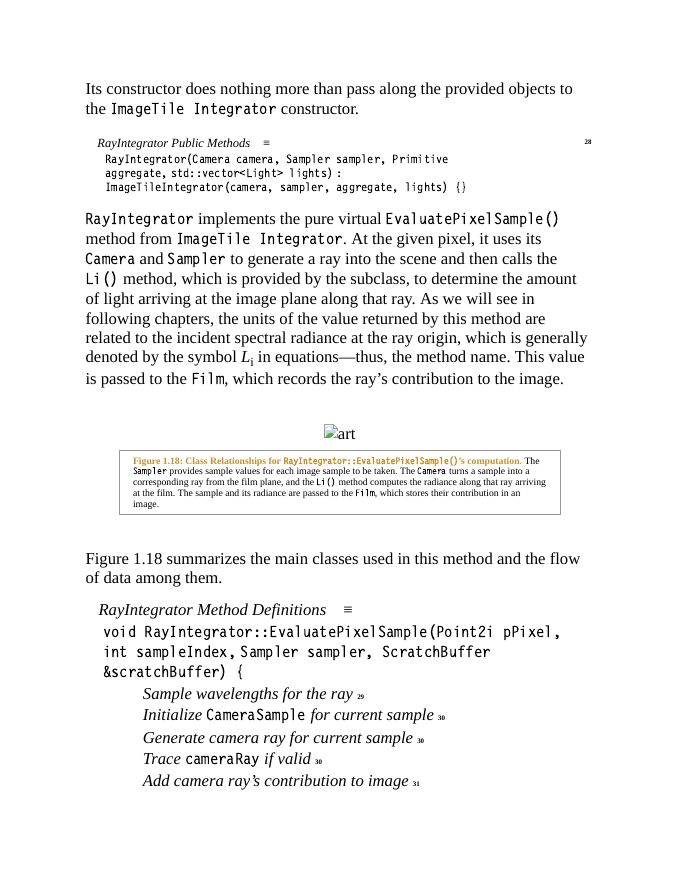 Its constructor does nothing more than pass along the provided objects to
the ImageTile Integrator constructor.
RayIntegrator Public Methods ≡ 28
RayIntegrator(Camera camera, Sampler sampler, Primitive
aggregate, std::vector<Light> lights) :
ImageTileIntegrator(camera, sampler, aggregate, lights) {}
RayIntegrator implements the pure virtual EvaluatePixelSample()
method from ImageTile Integrator. At the given pixel, it uses its
Camera and Sampler to generate a ray into the scene and then calls the
Li() method, which is provided by the subclass, to determine the amount
of light arriving at the image plane along that ray. As we will see in
following chapters, the units of the value returned by this method are
related to the incident spectral radiance at the ray origin, which is generally
denoted by the symbol Li in equations—thus, the method name. This value
is passed to the Film, which records the ray’s contribution to the image.
art
Figure 1.18: Class Relationships for RayIntegrator::EvaluatePixelSample()’s computation. The
Sampler provides sample values for each image sample to be taken. The Camera turns a sample into a
corresponding ray from the film plane, and the Li() method computes the radiance along that ray arriving
at the film. The sample and its radiance are passed to the Film, which stores their contribution in an
image.
Figure 1.18 summarizes the main classes used in this method and the flow
of data among them.
RayIntegrator Method Definitions ≡
void RayIntegrator::EvaluatePixelSample(Point2i pPixel,
int sampleIndex, Sampler sampler, ScratchBuffer
&scratchBuffer) {
Sample wavelengths for the ray 29
Initialize CameraSample for current sample 30
Generate camera ray for current sample 30
Trace cameraRay if valid 30
Add camera ray’s contribution to image 31